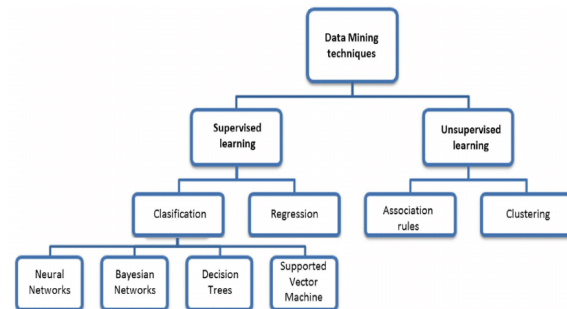 Data Mining
techniques
Supervised
learning
Unsupervised
learning
Clasification
Regression
Association
rules
Clustering
Neural
Networks
Bayesian
Networks
Decision
Trees
Supported
Vector
Machine